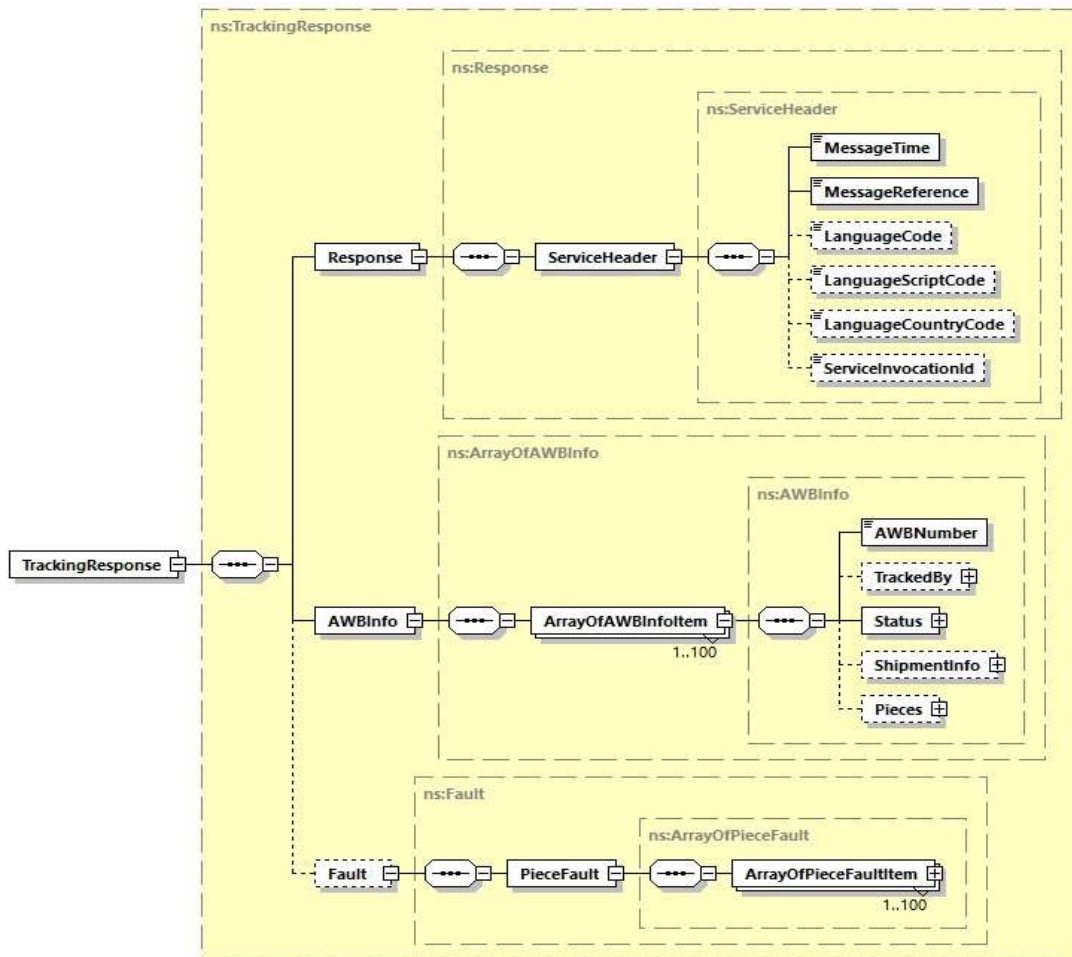 ns:TrackingResponse
ns:Response
ns:ServiceHeader
MessageTime
MessageReference
LanguageCode
Response
ServiceHeader
LanguageScriptCode
LanguageCountryCode
ServiceInvocationId
ns:ArrayOfAWBInfo
ns:AWBInfo
AWBNumber
TrackingResponse
TrackedBy
AWBInfo
ArrayOfAWBInfoItem
Status
1..100
ShipmentInfo
Pieces
ns:Fault
ns:ArrayOfPieceFault
Fault
PieceFault
ArrayOfPieceFaultItem
1..100